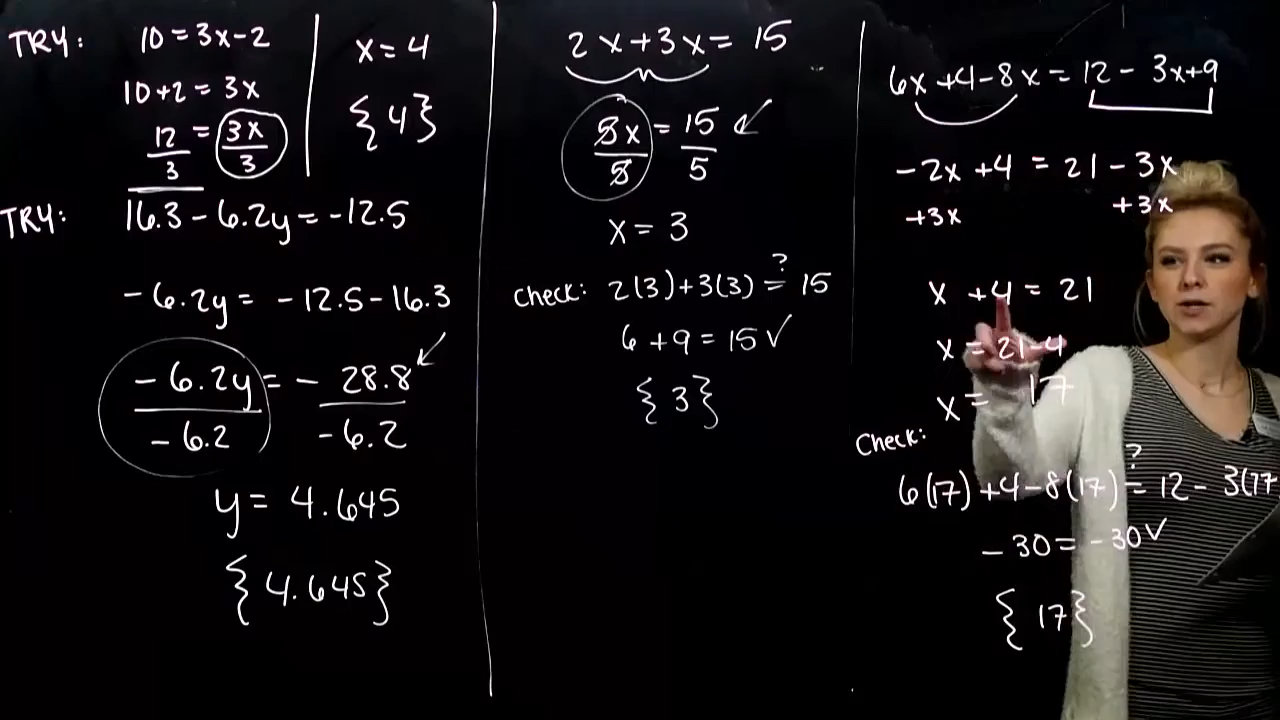 TRY: 10 = 3x - 2
10 + 2 = 3x
12/3 = 3x/3
x = 4
{4}
TRY: 16.3 - 6.2y = -12.5
-6.2y = -12.5 - 16.3
-6.2y/-6.2 = -28.8/-6.2
y = 4.645
{4.645}
2x + 3x = 15
5x/5 = 15/5
x = 3
Check: 2(3) + 3(3) ?= 15
6 + 9 = 15 ✓
{3}
6x + 4 - 8x = 12 - 3x + 9
-2x + 4 = 21 - 3x
+3x +3x
x + 4 = 21
x = 21 - 4
x = 17
Check:
6(17) + 4 - 8(17) ?= 12 - 3(17
-30 = -30 ✓
{17}